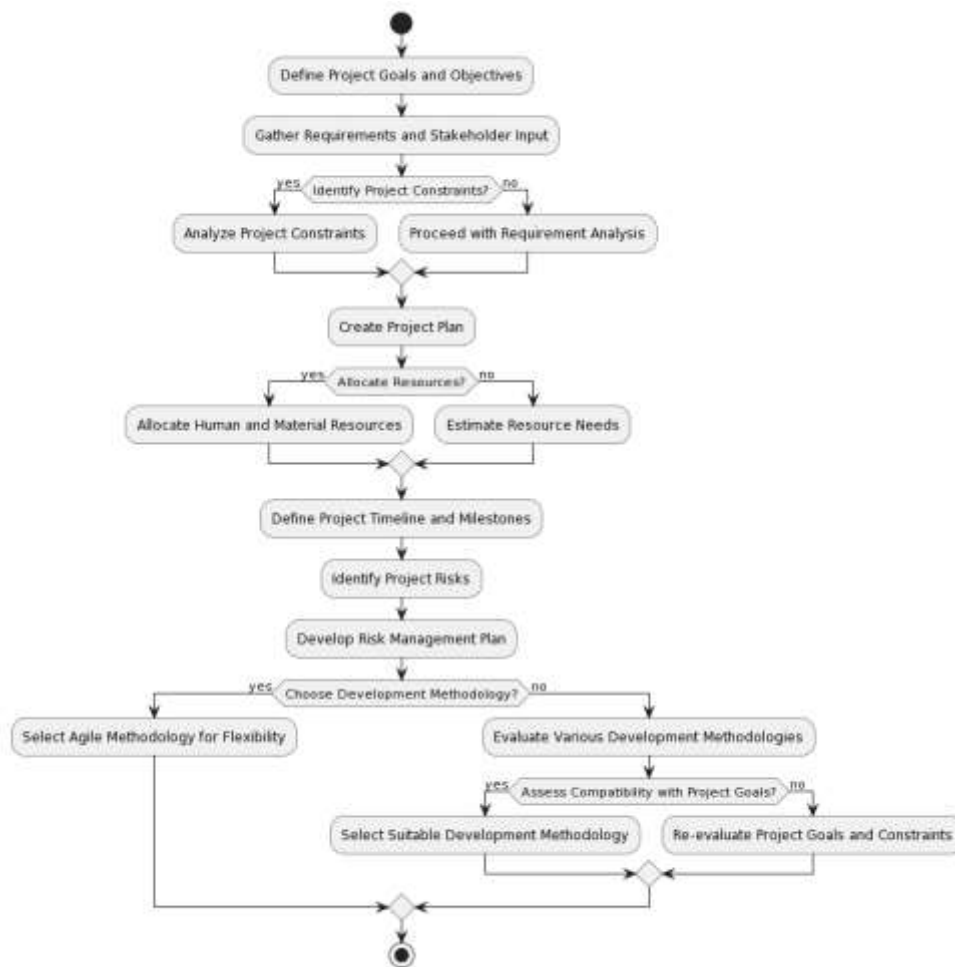 Define Project Goals and Objectives
Gather Requirements and Stakeholder Input
yes
Identify Project Constraints?
no
Analyze Project Constraints
Proceed with Requirement Analysis
Create Project Plan
yes
Allocate Resources?
no
Allocate Human and Material Resources
Estimate Resource Needs
Define Project Timeline and Milestones
Identify Project Risks
Develop Risk Management Plan
yes
Choose Development Methodology?
no
Select Agile Methodology for Flexibility
Evaluate Various Development Methodologies
yes
Assess Compatibility with Project Goals?
no
Select Suitable Development Methodology
Re-evaluate Project Goals and Constraints